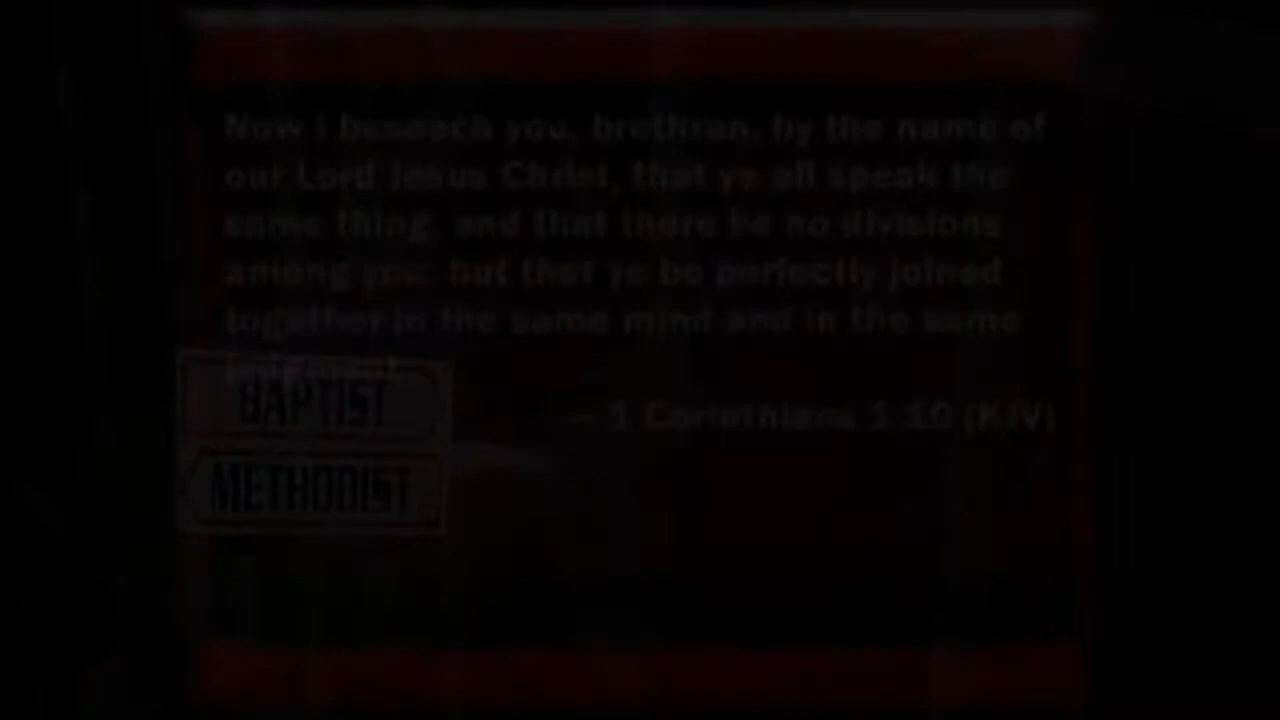 Now I beseech you, brethren, by the name of
our Lord Jesus Christ, that ye all speak the
same thing, and that there be no divisions
among you; but that ye be perfectly joined
together in the same mind and in the same
— 1 Corinthians 1:10 (KJV)
BAPTIST
METHODIST